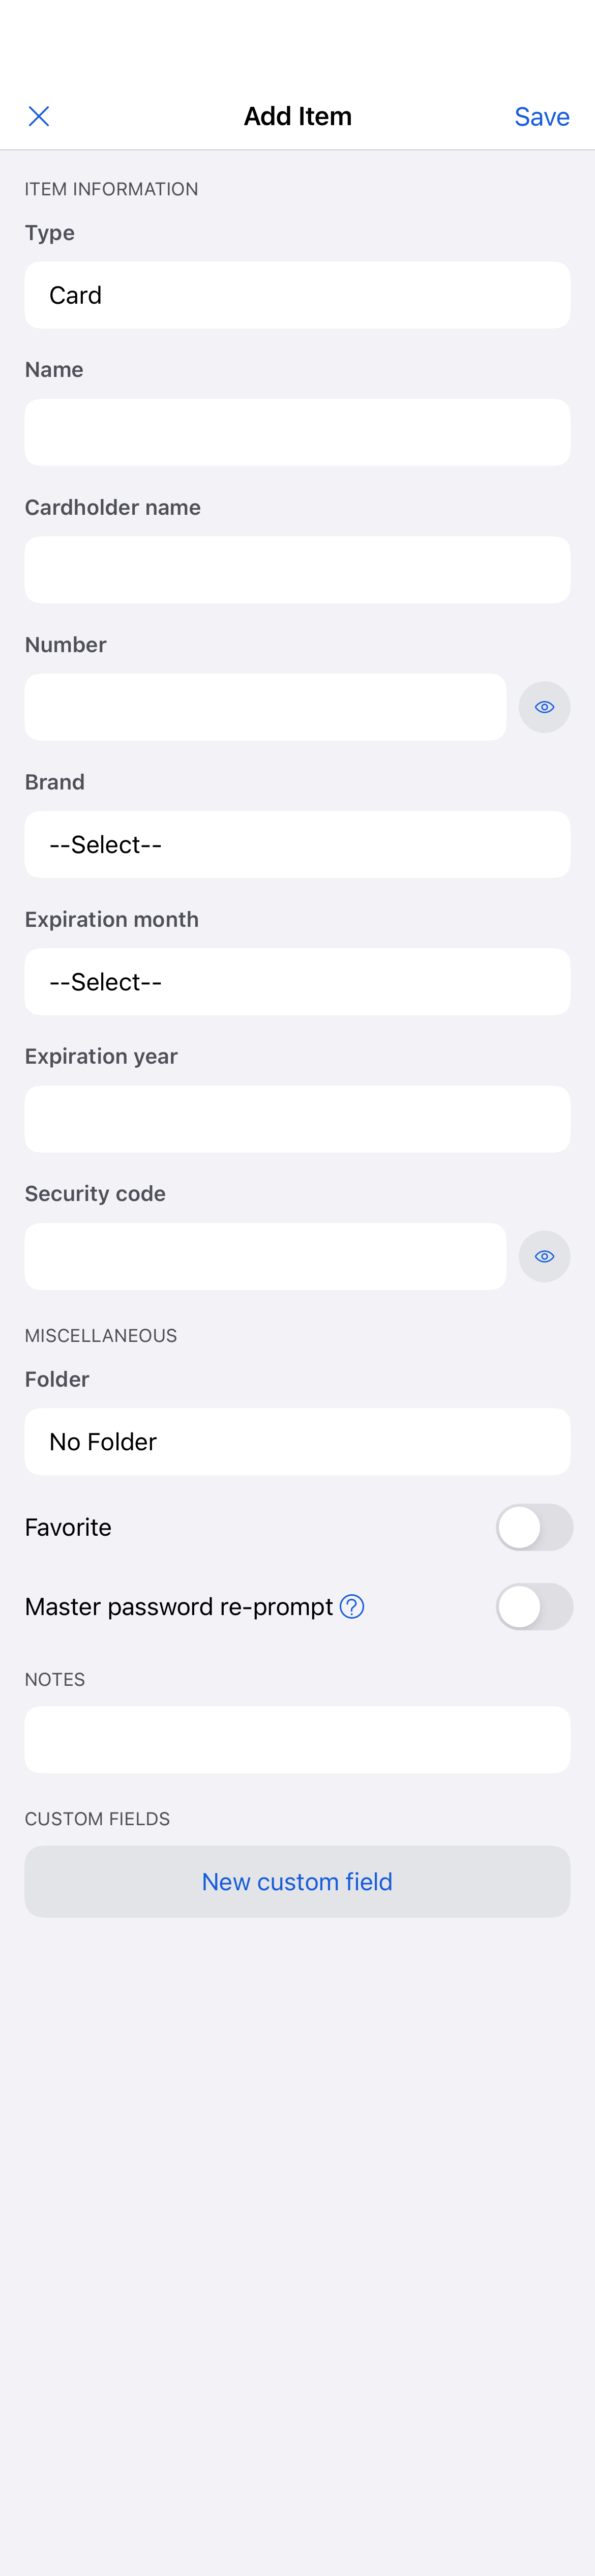 Add Item
Save
ITEM INFORMATION
Type
Card
Name
Cardholder name
Number
Brand
--Select--
Expiration month
--Select--
Expiration year
Security code
MISCELLANEOUS
Folder
No Folder
Favorite
Master password re-prompt ?
NOTES
CUSTOM FIELDS
New custom field